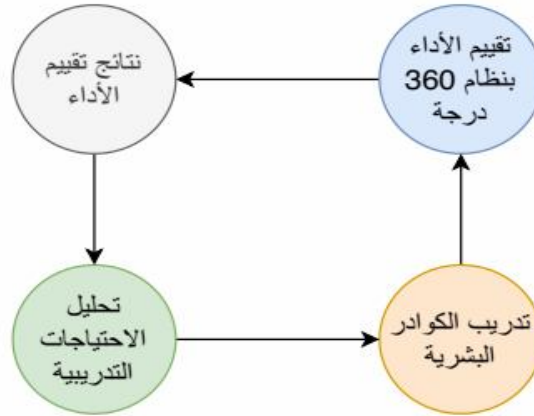 تقييم الأداء
بنظام 360
درجة
نتائج تقييم
الأداء
تحليل
الاحتياجات
التدريبية
تدريب الكوادر
البشرية